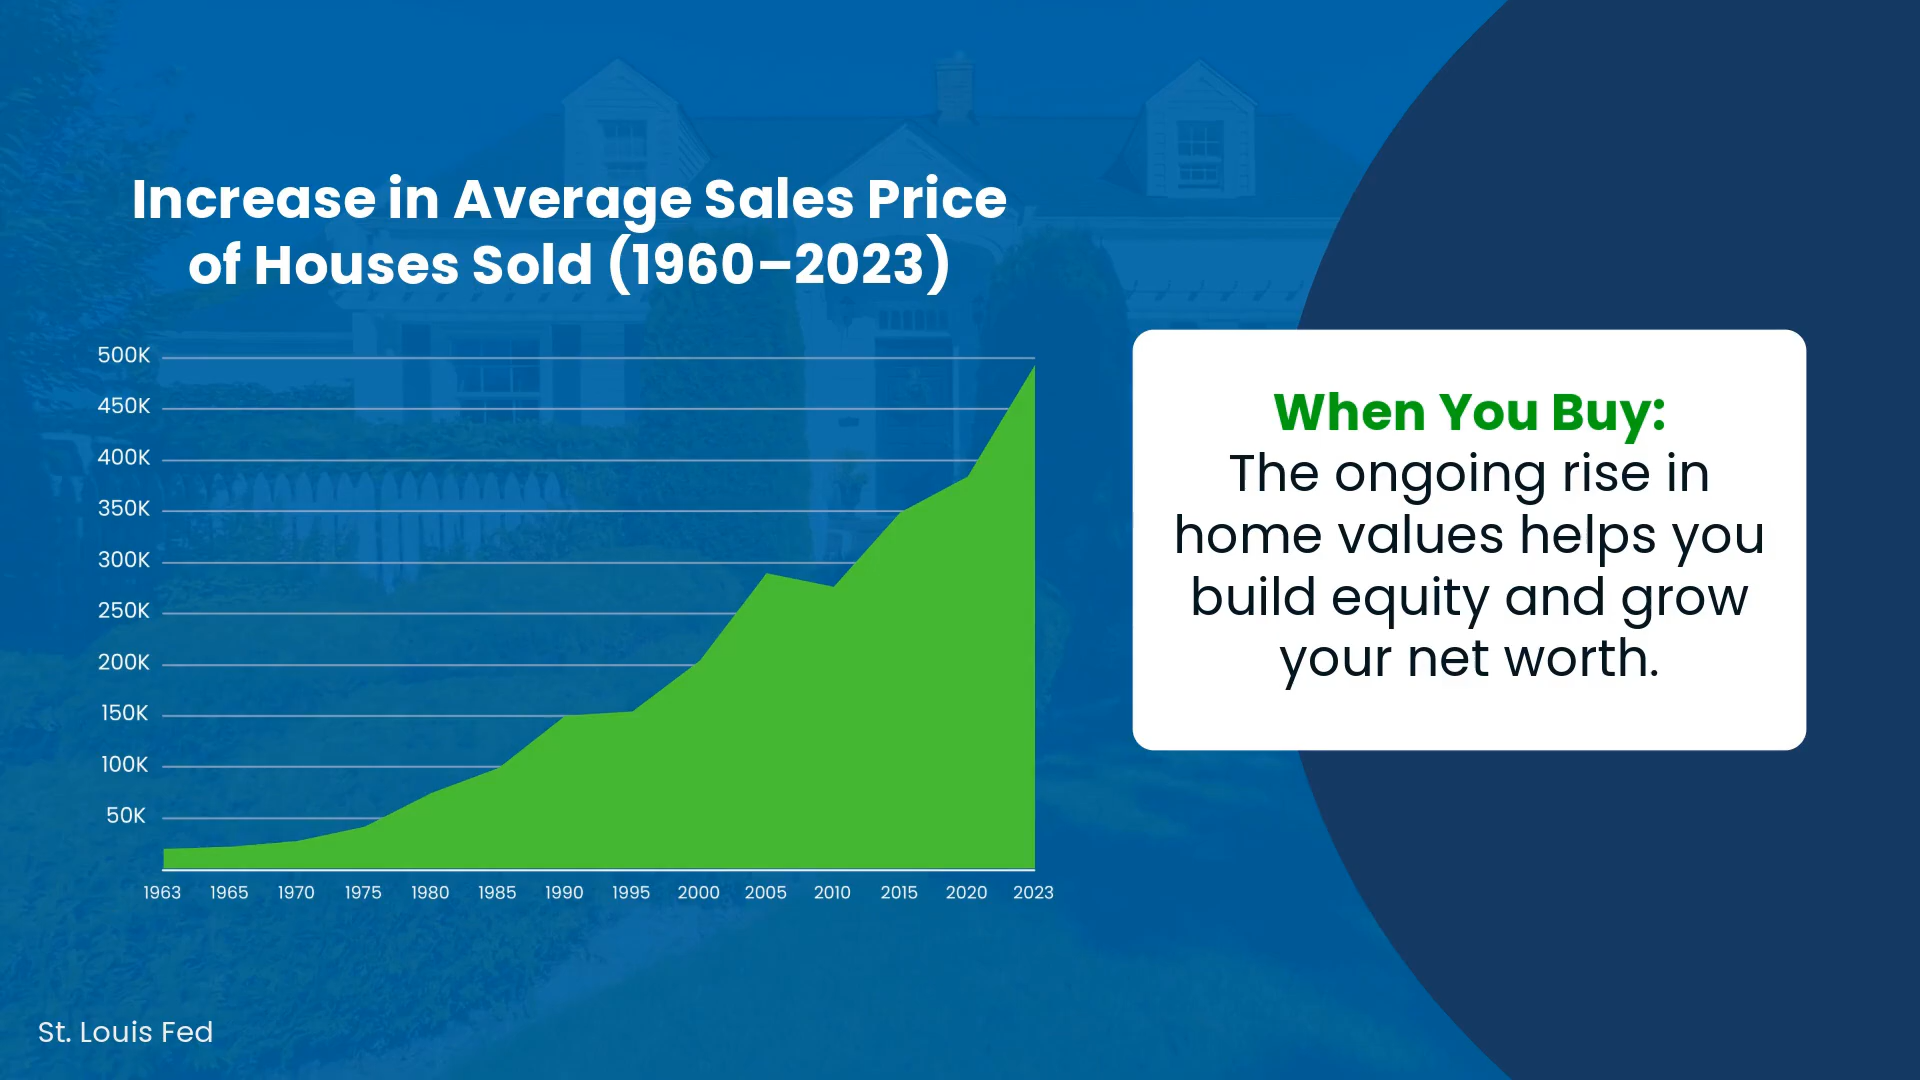 Increase in Average Sales Price
of Houses Sold (1960–2023)
500K
450K
400K
350K
300K
250K
200K
150K
100K
50K
1963 1965 1970 1975 1980 1985 1990 1995 2000 2005 2010 2015 2020 2023
When You Buy:
The ongoing rise in
home values helps you
build equity and grow
your net worth.
St. Louis Fed